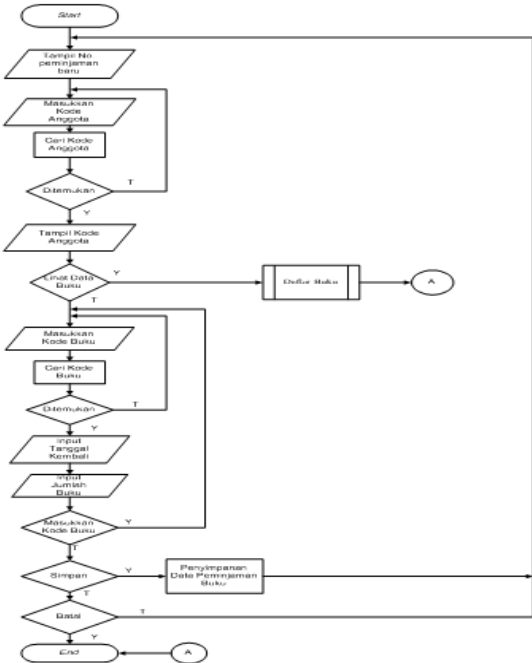 Start
Tampil No
peminjaman
baru
Masukkan
Kode
Anggota
Cari Kode
Anggota
Ditemukan
T
Y
Tampil Kode
Anggota
Lihat Data
Buku
Y
Daftar Buku
A
T
Masukkan
Kode Buku
Cari Kode
Buku
Ditemukan
T
Y
Input
Tanggal
Kembali
Input
Jumlah
Buku
Masukkan
Kode Buku
Y
T
Simpan
Y
Penyimpanan
Data Peminjaman
Buku
T
Batal
T
Y
End
A